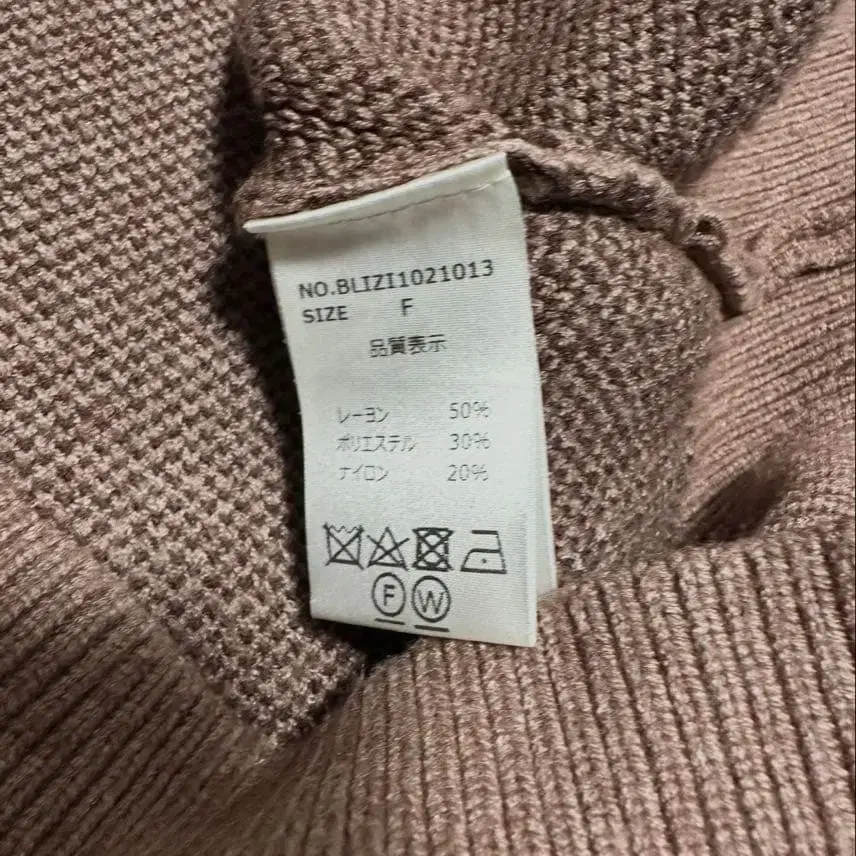 NO.BLIZI1021013
SIZE F
品質表示
レーヨン 50%
ポリエステル 30%
ナイロン 20%
F W